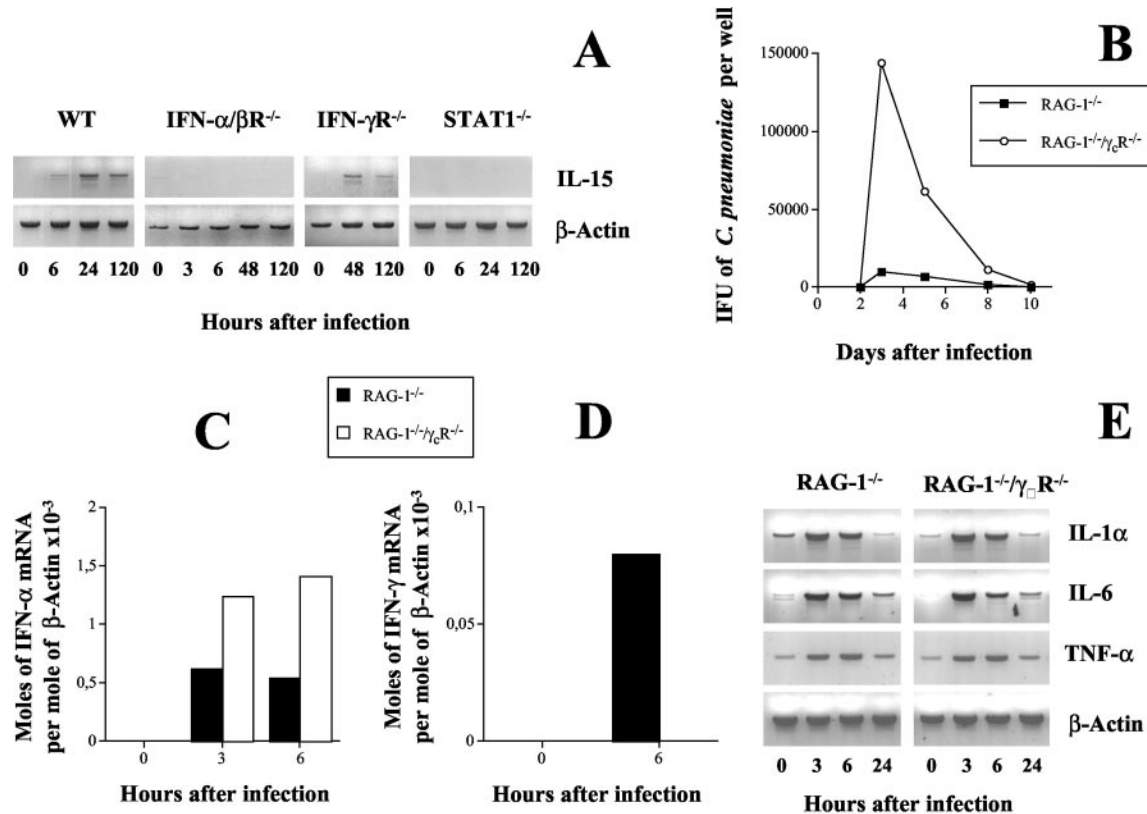 A
WT IFN-α/βR-/- IFN-γR-/- STAT1-/-
IL-15
β-Actin
0 6 24 120 0 3 6 48 120 0 48 120 0 6 24 120
Hours after infection
B
IFU of C. pneumoniae per well
150000
100000
50000
0
0 2 4 6 8 10
Days after infection
RAG-1-/-
RAG-1-/-/γcR-/-
RAG-1-/-
RAG-1-/-/γcR-/-
C
Moles of IFN-α mRNA
per mole of β-Actin x10-3
2
1,5
1
0,5
0
0 3 6
Hours after infection
D
Moles of IFN-γ mRNA
per mole of β-Actin x10-3
0,1
0,05
0
0 6
Hours after infection
E
RAG-1-/- RAG-1-/-/γ□R-/-
IL-1α
IL-6
TNF-α
β-Actin
0 3 6 24 0 3 6 24
Hours after infection